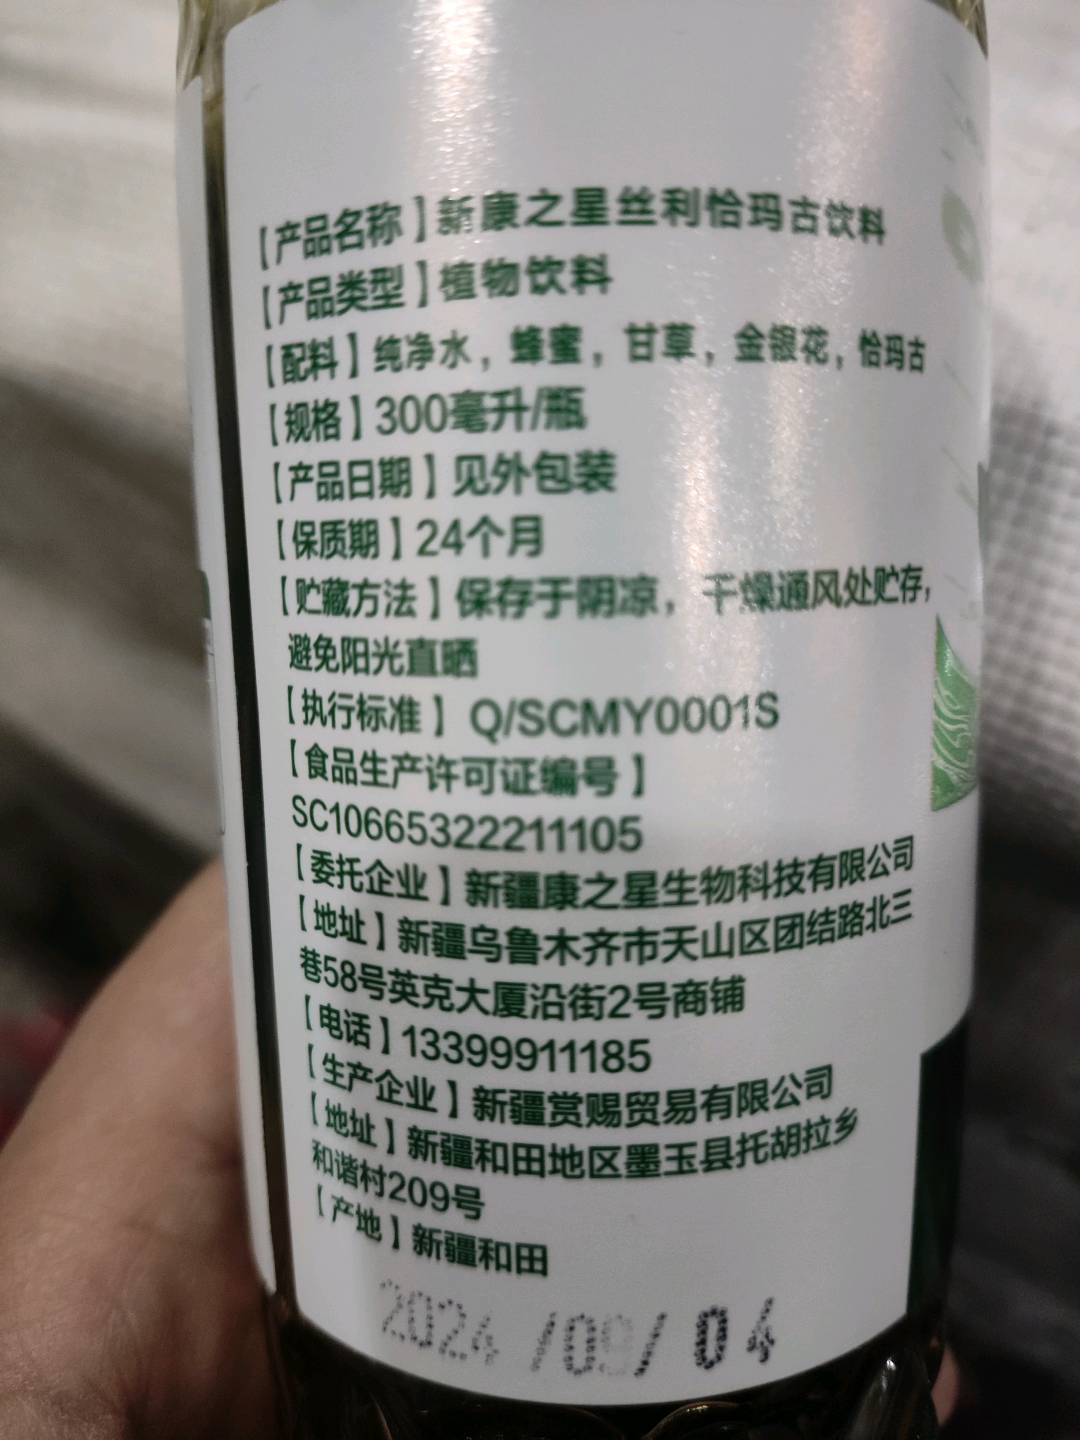 【产品名称】新康之星丝利恰玛古饮料
【产品类型】植物饮料
【配料】纯净水，蜂蜜，甘草，金银花，恰玛古
【规格】300毫升/瓶
【产品日期】见外包装
【保质期】24个月
【贮藏方法】保存于阴凉，干燥通风处贮存，
避免阳光直晒
【执行标准】Q/SCMY0001S
【食品生产许可证编号】
SC10665322211105
【委托企业】新疆康之星生物科技有限公司
【地址】新疆乌鲁木齐市天山区团结路北三
巷58号英克大厦沿街2号商铺
【电话】13399911185
【生产企业】新疆赏赐贸易有限公司
【地址】新疆和田地区墨玉县托胡拉乡
和谐村209号
【产地】新疆和田
2024/09/04